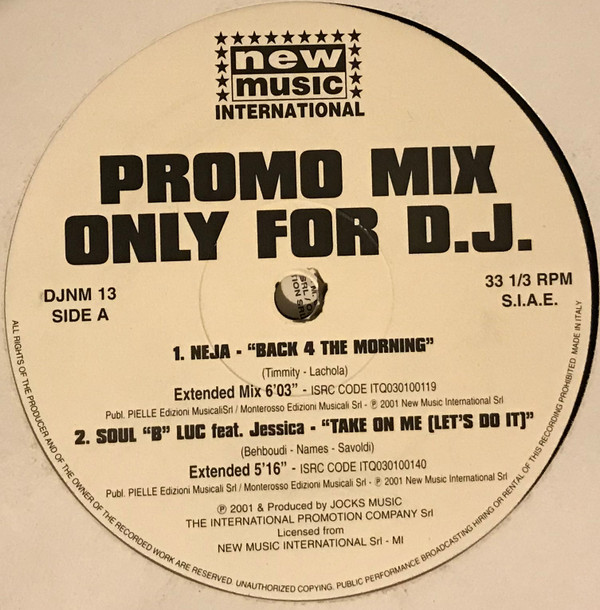 new
music
INTERNATIONAL
PROMO MIX
ONLY FOR D.J.
DJNM 13
SIDE A
33 1/3 RPM
S.I.A.E.
1. NEJA - "BACK 4 THE MORNING"
(Timmity - Lachola)
Extended Mix 6'03" - ISRC CODE ITQ030100119
Publ. PIELLE Edizioni MusicaliSrl / Monterosso Edizioni Musicali Srl - ℗ 2001 New Music International Srl
2. SOUL "B" LUC feat. Jessica - "TAKE ON ME (LET'S DO IT)"
(Behboudi - Names - Savoldi)
Extended 5'16" - ISRC CODE ITQ030100140
Publ. PIELLE Edizioni Musicali Srl / Monterosso Edizioni Musicali Srl - ℗ 2001 New Music International Srl
℗ 2001 & Produced by JOCKS MUSIC
THE INTERNATIONAL PROMOTION COMPANY Srl
Licensed from
NEW MUSIC INTERNATIONAL Srl - MI
ALL RIGHTS OF THE PRODUCER AND OF THE OWNER OF THE RECORDED WORK ARE RESERVED. UNAUTHORIZED COPYING. PUBLIC PERFORMANCE BROADCASTING HIRING OR RENTAL OF THIS RECORDING PROHIBITED. MADE IN ITALY